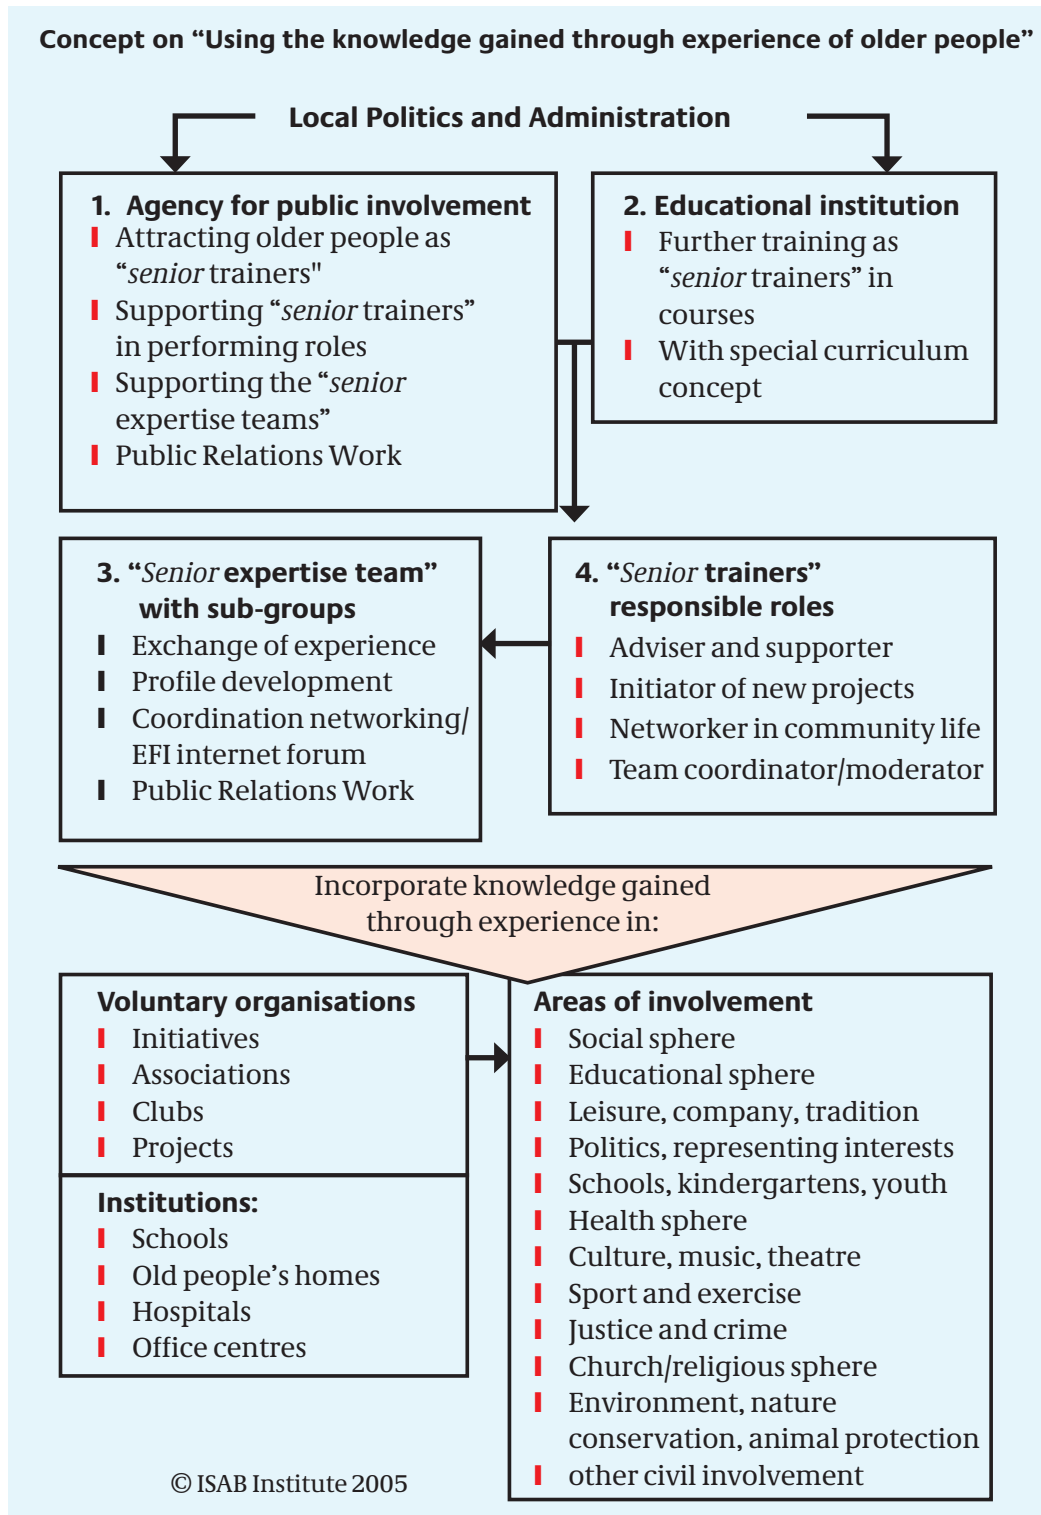 Concept on “Using the knowledge gained through experience of older people”
Local Politics and Administration
1. Agency for public involvement
Attracting older people as
“senior trainers"
Supporting “senior trainers”
in performing roles
Supporting the “senior
expertise teams”
Public Relations Work
2. Educational institution
Further training as
“senior trainers” in
courses
With special curriculum
concept
3. “Senior expertise team”
with sub-groups
Exchange of experience
Profile development
Coordination networking/
EFI internet forum
Public Relations Work
4. “Senior trainers”
responsible roles
Adviser and supporter
Initiator of new projects
Networker in community life
Team coordinator/moderator
Incorporate knowledge gained
through experience in:
Voluntary organisations
Initiatives
Associations
Clubs
Projects
Institutions:
Schools
Old people’s homes
Hospitals
Office centres
Areas of involvement
Social sphere
Educational sphere
Leisure, company, tradition
Politics, representing interests
Schools, kindergartens, youth
Health sphere
Culture, music, theatre
Sport and exercise
Justice and crime
Church/religious sphere
Environment, nature
conservation, animal protection
other civil involvement
© ISAB Institute 2005